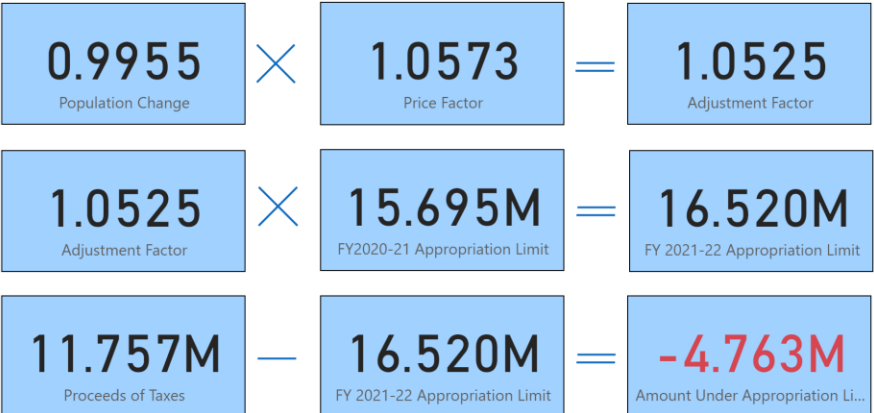 0.9955 × 1.0573 = 1.0525
Population Change Price Factor Adjustment Factor
1.0525 × 15.695M = 16.520M
Adjustment Factor FY2020-21 Appropriation Limit FY 2021-22 Appropriation Limit
11.757M — 16.520M = -4.763M
Proceeds of Taxes FY 2021-22 Appropriation Limit Amount Under Appropriation Li...